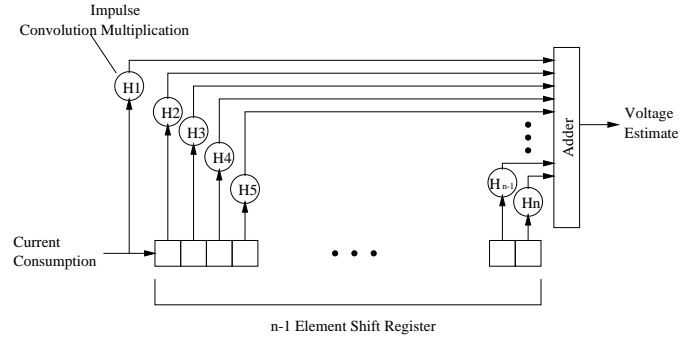 Impulse
Convolution Multiplication
H1
H2
H3
H4
H5
Hn-1
Hn
Adder
Voltage
Estimate
Current
Consumption
n-1 Element Shift Register